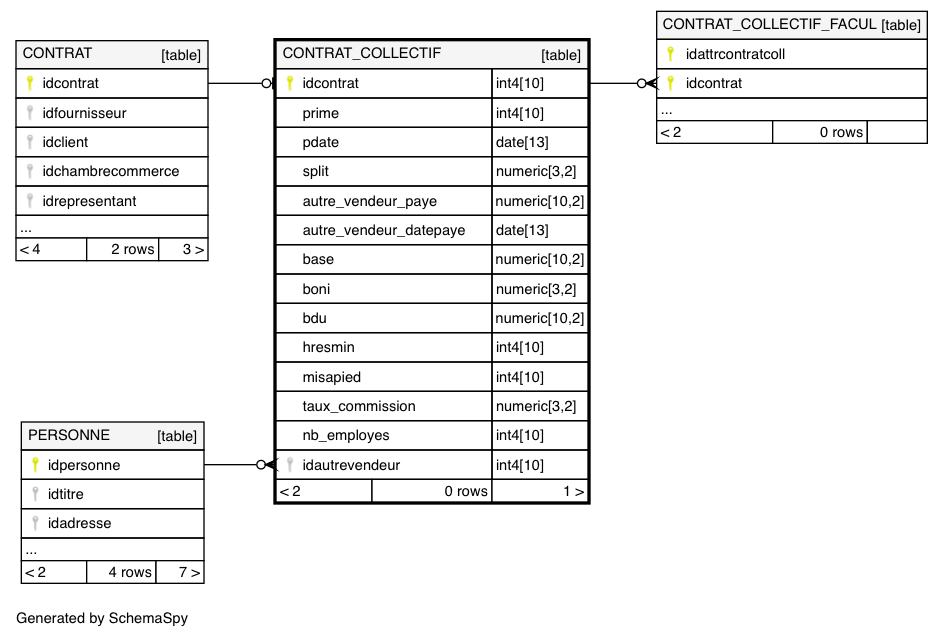 CONTRAT [table]
idcontrat
idfournisseur
idclient
idchambrecommerce
idrepresentant
...
< 4 2 rows 3 >
CONTRAT_COLLECTIF [table]
idcontrat int4[10]
prime int4[10]
pdate date[13]
split numeric[3,2]
autre_vendeur_paye numeric[10,2]
autre_vendeur_datepaye date[13]
base numeric[10,2]
boni numeric[3,2]
bdu numeric[10,2]
hresmin int4[10]
misapied int4[10]
taux_commission numeric[3,2]
nb_employes int4[10]
idautrevendeur int4[10]
< 2 0 rows 1 >
CONTRAT_COLLECTIF_FACUL [table]
idattrcontratcoll
idcontrat
...
< 2 0 rows
PERSONNE [table]
idpersonne
idtitre
idadresse
...
< 2 4 rows 7 >
Generated by SchemaSpy